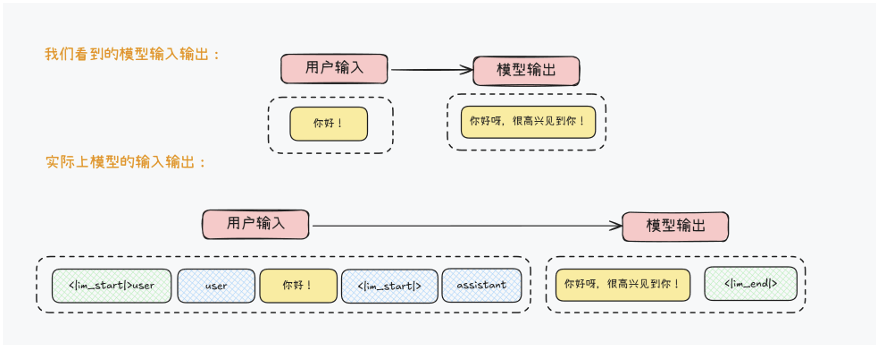 我们看到的模型输入输出：
用户输入
模型输出
你好！
你好呀，很高兴见到你！
实际上模型的输入输出：
用户输入
模型输出
<|im_start|>user
user
你好！
<|im_start|>
assistant
你好呀，很高兴见到你！
<|im_end|>